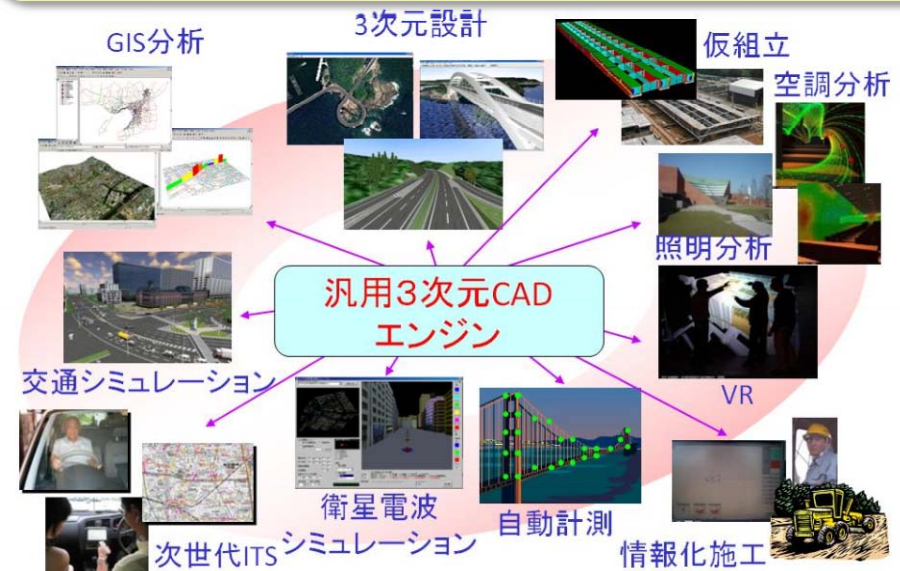 3次元設計
GIS分析
仮組立
空調分析
照明分析
汎用3次元CAD
エンジン
交通シミュレーション
VR
衛星電波
シミュレーション
自動計測
次世代ITS
情報化施工